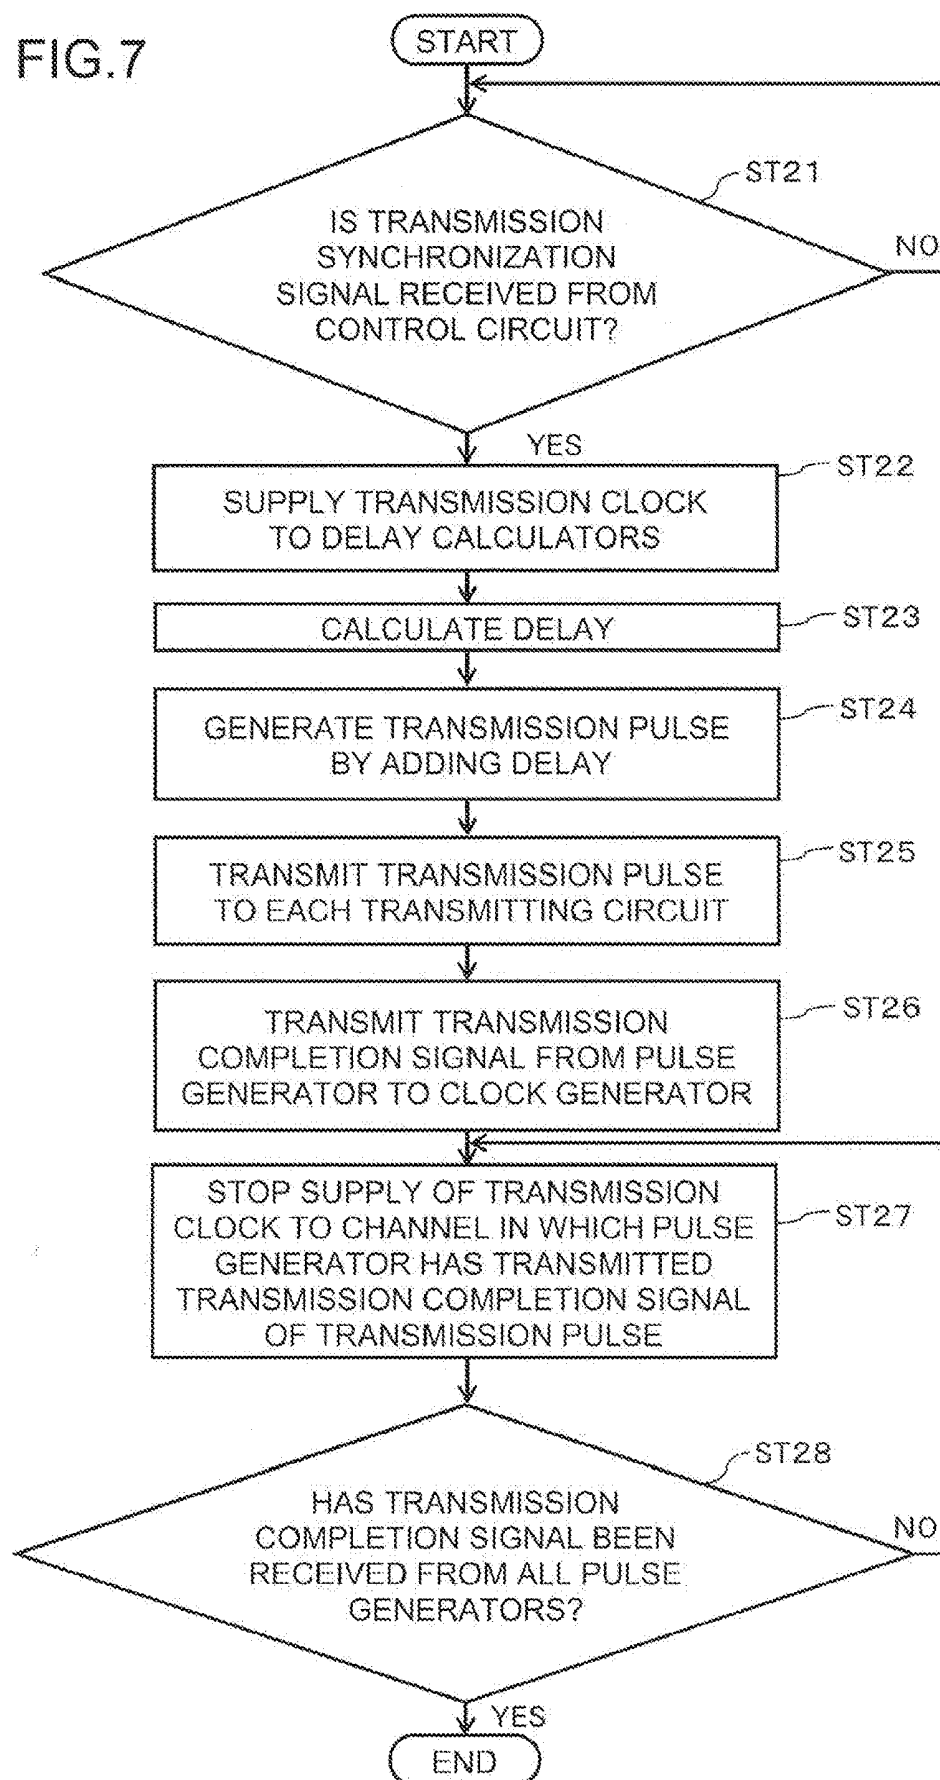 FIG.7
START
ST21
IS TRANSMISSION
SYNCHRONIZATION
SIGNAL RECEIVED FROM
CONTROL CIRCUIT?
NO
YES
ST22
SUPPLY TRANSMISSION CLOCK
TO DELAY CALCULATORS
ST23
CALCULATE DELAY
ST24
GENERATE TRANSMISSION PULSE
BY ADDING DELAY
ST25
TRANSMIT TRANSMISSION PULSE
TO EACH TRANSMITTING CIRCUIT
ST26
TRANSMIT TRANSMISSION
COMPLETION SIGNAL FROM PULSE
GENERATOR TO CLOCK GENERATOR
ST27
STOP SUPPLY OF TRANSMISSION
CLOCK TO CHANNEL IN WHICH PULSE
GENERATOR HAS TRANSMITTED
TRANSMISSION COMPLETION SIGNAL
OF TRANSMISSION PULSE
ST28
HAS TRANSMISSION
COMPLETION SIGNAL BEEN
RECEIVED FROM ALL PULSE
GENERATORS?
NO
YES
END